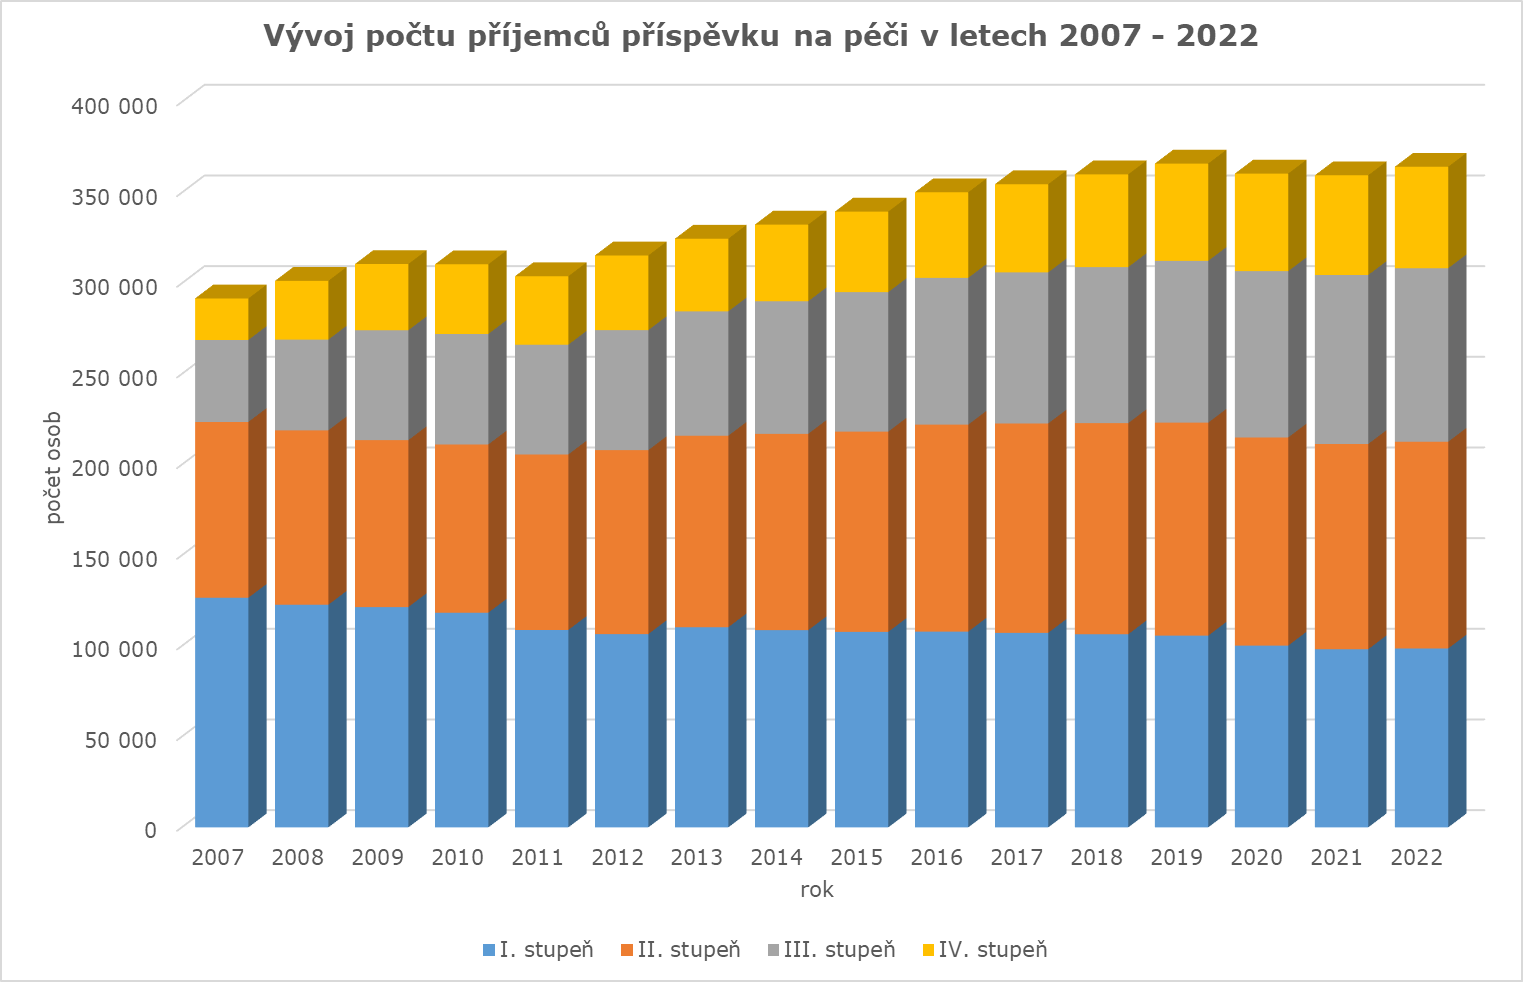 Vývoj počtu příjemců příspěvku na péči v letech 2007 - 2022
400 000
350 000
300 000
250 000
200 000
150 000
100 000
50 000
0
počet osob
2007 2008 2009 2010 2011 2012 2013 2014 2015 2016 2017 2018 2019 2020 2021 2022
rok
I. stupeň II. stupeň III. stupeň IV. stupeň